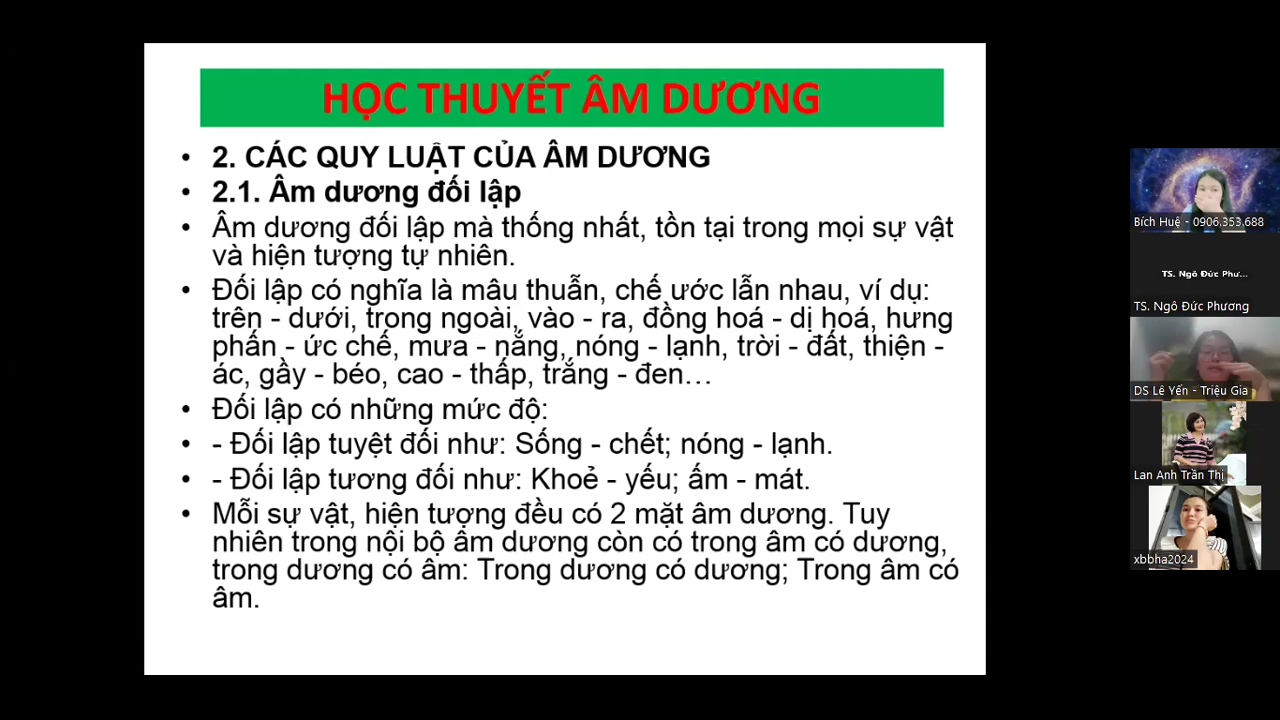 HỌC THUYẾT ÂM DƯƠNG
• 2. CÁC QUY LUẬT CỦA ÂM DƯƠNG
• 2.1. Âm dương đối lập
• Âm dương đối lập mà thống nhất, tồn tại trong mọi sự vật
và hiện tượng tự nhiên.
• Đối lập có nghĩa là mâu thuẫn, chế ước lẫn nhau, ví dụ:
trên - dưới, trong ngoài, vào - ra, đồng hoá - dị hoá, hưng
phấn - ức chế, mưa - nắng, nóng - lạnh, trời - đất, thiện -
ác, gầy - béo, cao - thấp, trắng - đen…
• Đối lập có những mức độ:
• - Đối lập tuyệt đối như: Sống - chết; nóng - lạnh.
• - Đối lập tương đối như: Khoẻ - yếu; ấm - mát.
• Mỗi sự vật, hiện tượng đều có 2 mặt âm dương. Tuy
nhiên trong nội bộ âm dương còn có trong âm có dương,
trong dương có âm: Trong dương có dương; Trong âm có
âm.
Bích Huệ - 0906,353,688
TS. Ngô Đức Phư...
TS. Ngô Đức Phương
DS Lê Yến - Triệu Gia
Lan Anh Trần Thị
xbbha2024